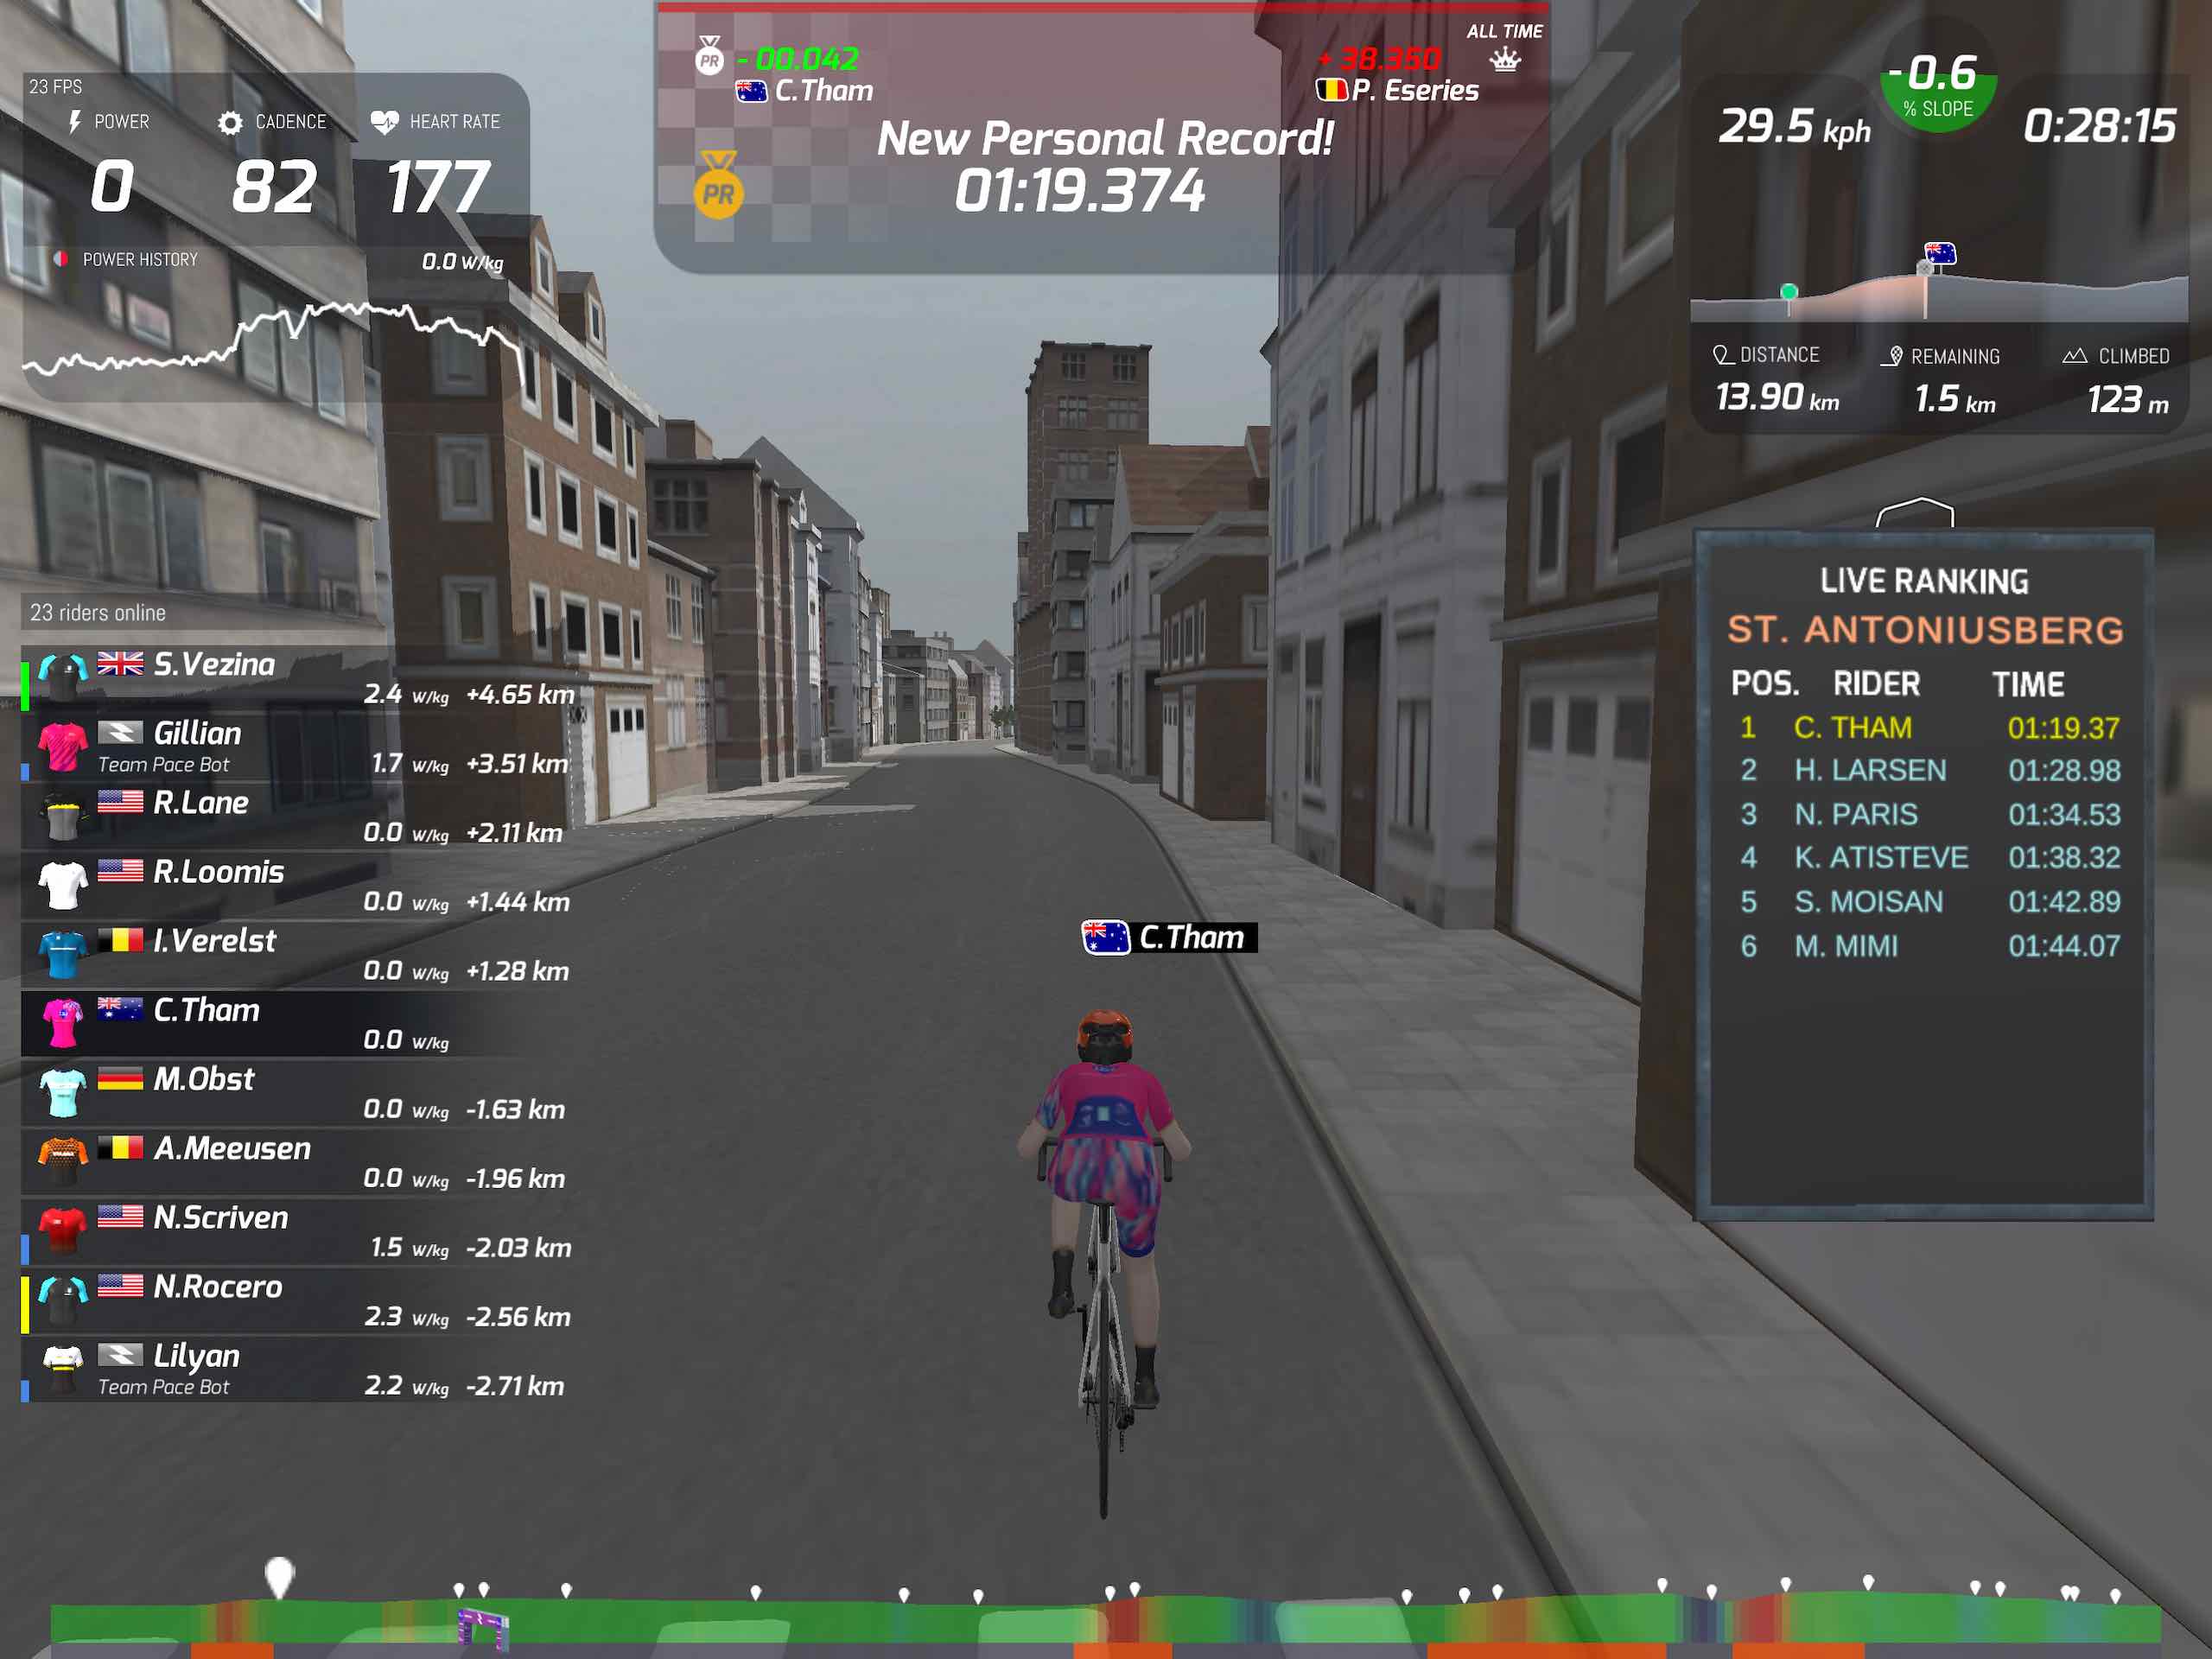 23 FPS
POWER CADENCE HEART RATE
0 82 177
POWER HISTORY 0.0 W/kg
PR - 00.042
C.Tham
ALL TIME
+ 38.350
P. Eseries
New Personal Record!
PR 01:19.374
-0.6
% SLOPE
29.5 kph 0:28:15
DISTANCE REMAINING CLIMBED
13.90 km 1.5 km 123 m
23 riders online
S.Vezina
2.4 W/kg +4.65 km
Gillian
Team Pace Bot 1.7 W/kg +3.51 km
R.Lane
0.0 W/kg +2.11 km
R.Loomis
0.0 W/kg +1.44 km
I.Verelst
0.0 W/kg +1.28 km
C.Tham
0.0 W/kg
M.Obst
0.0 W/kg -1.63 km
A.Meeusen
0.0 W/kg -1.96 km
N.Scriven
1.5 W/kg -2.03 km
N.Rocero
2.3 W/kg -2.56 km
Lilyan
Team Pace Bot 2.2 W/kg -2.71 km
C.Tham
LIVE RANKING
ST. ANTONIUSBERG
POS. RIDER TIME
1 C. THAM 01:19.37
2 H. LARSEN 01:28.98
3 N. PARIS 01:34.53
4 K. ATISTEVE 01:38.32
5 S. MOISAN 01:42.89
6 M. MIMI 01:44.07